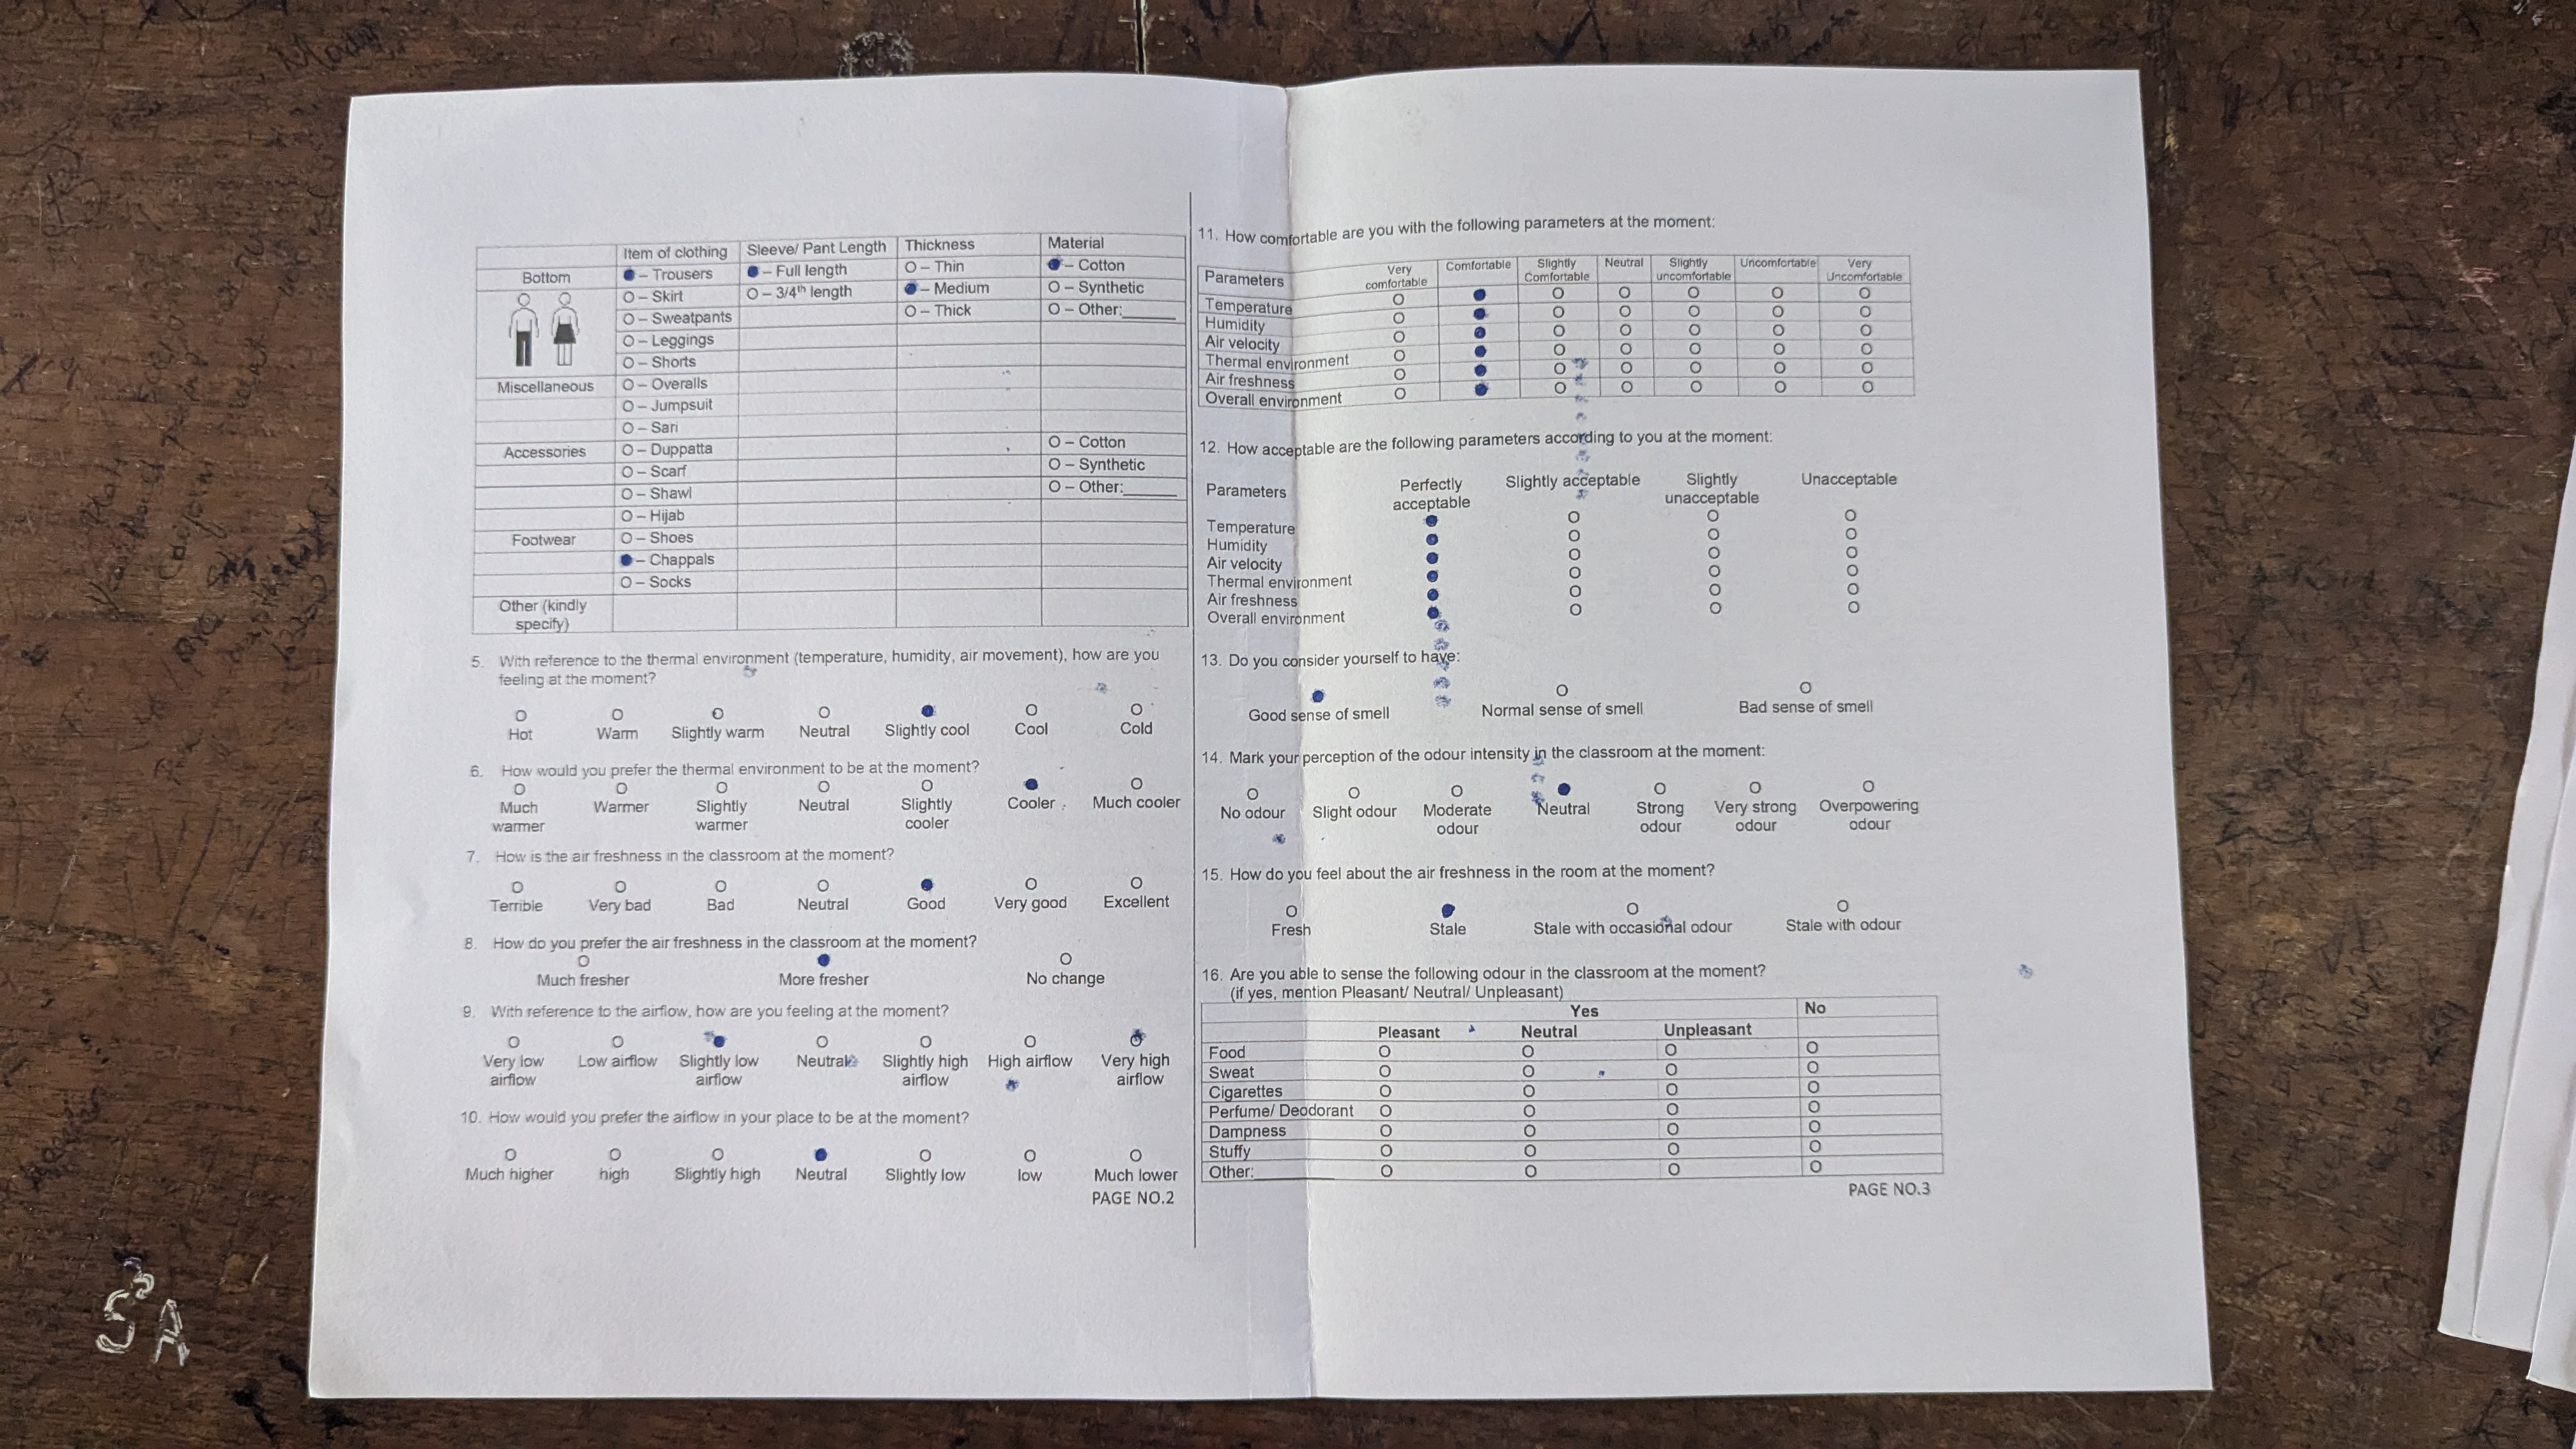 Item of clothing Sleeve/ Pant Length Thickness Material
Bottom ● – Trousers ● – Full length O – Thin ● – Cotton
O – Skirt O – 3/4th length ● – Medium O – Synthetic
O – Sweatpants O – Thick O – Other:______
O – Leggings
O – Shorts
Miscellaneous O – Overalls
O – Jumpsuit
O – Sari
Accessories O – Duppatta O – Cotton
O – Scarf O – Synthetic
O – Shawl O – Other:______
O – Hijab
Footwear O – Shoes
● – Chappals
O – Socks
Other (kindly
specify)
5. With reference to the thermal environment (temperature, humidity, air movement), how are you
feeling at the moment?
O O O O ● O O
Hot Warm Slightly warm Neutral Slightly cool Cool Cold
6. How would you prefer the thermal environment to be at the moment?
O O O O O ● O
Much Warmer Slightly Neutral Slightly Cooler Much cooler
warmer warmer cooler
7. How is the air freshness in the classroom at the moment?
O O O O ● O O
Terrible Very bad Bad Neutral Good Very good Excellent
8. How do you prefer the air freshness in the classroom at the moment?
O ● O
Much fresher More fresher No change
9. With reference to the airflow, how are you feeling at the moment?
O O ● O O O O
Very low Low airflow Slightly low Neutral Slightly high High airflow Very high
airflow airflow airflow airflow
10. How would you prefer the airflow in your place to be at the moment?
O O O ● O O O
Much higher high Slightly high Neutral Slightly low low Much lower
PAGE NO.2
11. How comfortable are you with the following parameters at the moment:
Parameters Very Comfortable Slightly Neutral Slightly Uncomfortable Very
comfortable Comfortable uncomfortable Uncomfortable
Temperature O ● O O O O O
Humidity O ● O O O O O
Air velocity O ● O O O O O
Thermal environment O ● O O O O O
Air freshness O ● O O O O O
Overall environment O ● O O O O O
12. How acceptable are the following parameters according to you at the moment:
Parameters Perfectly Slightly acceptable Slightly Unacceptable
acceptable unacceptable
Temperature ● O O O
Humidity ● O O O
Air velocity ● O O O
Thermal environment ● O O O
Air freshness ● O O O
Overall environment ● O O O
13. Do you consider yourself to have:
● O O
Good sense of smell Normal sense of smell Bad sense of smell
14. Mark your perception of the odour intensity in the classroom at the moment:
O O O ● O O O
No odour Slight odour Moderate Neutral Strong Very strong Overpowering
odour odour odour odour
15. How do you feel about the air freshness in the room at the moment?
O ● O O
Fresh Stale Stale with occasional odour Stale with odour
16. Are you able to sense the following odour in the classroom at the moment?
(if yes, mention Pleasant/ Neutral/ Unpleasant)
Yes No
Pleasant Neutral Unpleasant
Food O O O O
Sweat O O O O
Cigarettes O O O O
Perfume/ Deodorant O O O O
Dampness O O O O
Stuffy O O O O
Other:__________ O O O O
PAGE NO.3